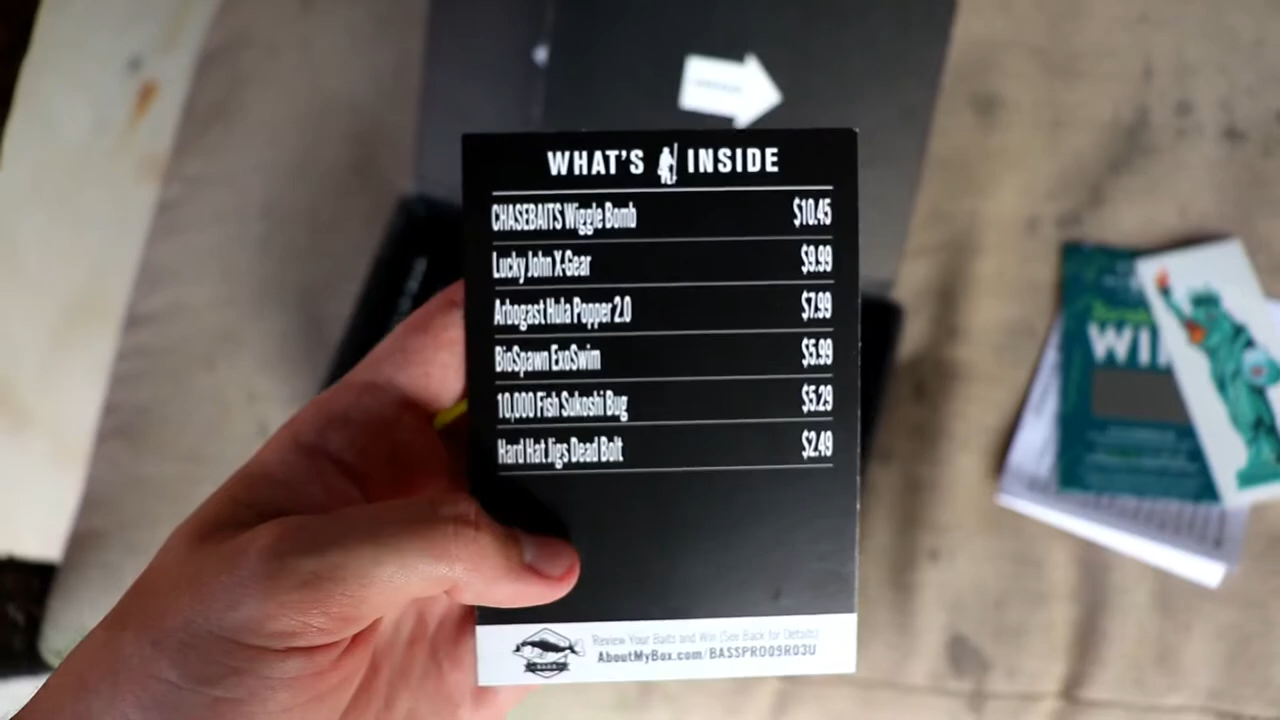 WHAT'S INSIDE
CHASEBAITS Wiggle Bomb $10.45
Lucky John X-Gear $9.99
Arbogast Hula Popper 2.0 $7.99
BioSpawn ExoSwim $5.99
10,000 Fish Sukoshi Bug $5.29
Hard Hat Jigs Dead Bolt $2.49
Review Your Baits and Win (See Back for Details)
AboutMyBox.com/BASSPRO09R03U
WI